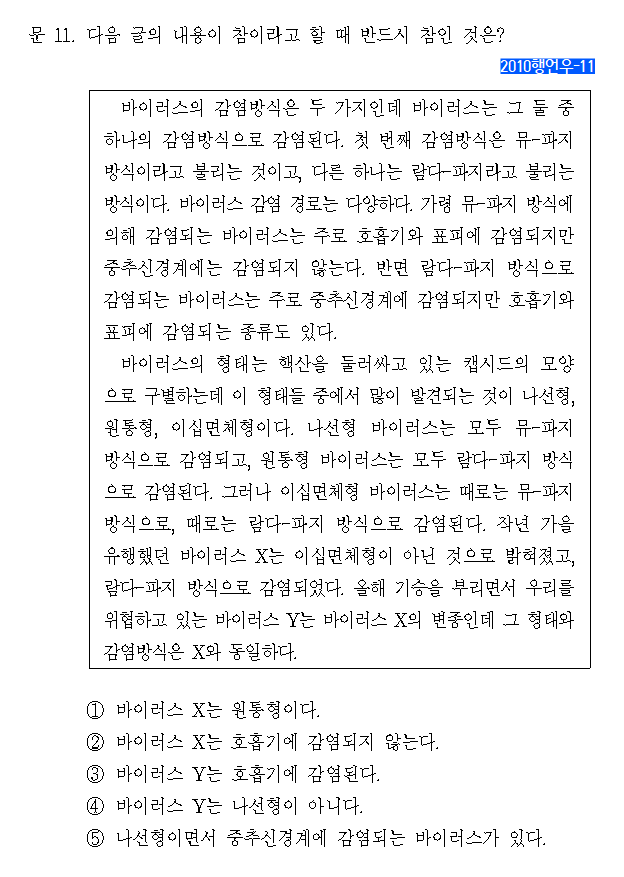 문 11. 다음 글의 내용이 참이라고 할 때 반드시 참인 것은?
2010행언우-11
바이러스의 감염방식은 두 가지인데 바이러스는 그 둘 중
하나의 감염방식으로 감염된다. 첫 번째 감염방식은 뮤-파지
방식이라고 불리는 것이고, 다른 하나는 람다-파지라고 불리는
방식이다. 바이러스 감염 경로는 다양하다. 가령 뮤-파지 방식에
의해 감염되는 바이러스는 주로 호흡기와 표피에 감염되지만
중추신경계에는 감염되지 않는다. 반면 람다-파지 방식으로
감염되는 바이러스는 주로 중추신경계에 감염되지만 호흡기와
표피에 감염되는 종류도 있다.
바이러스의 형태는 핵산을 둘러싸고 있는 캡시드의 모양
으로 구별하는데 이 형태들 중에서 많이 발견되는 것이 나선형,
원통형, 이십면체형이다. 나선형 바이러스는 모두 뮤-파지
방식으로 감염되고, 원통형 바이러스는 모두 람다-파지 방식
으로 감염된다. 그러나 이십면체형 바이러스는 때로는 뮤-파지
방식으로, 때로는 람다-파지 방식으로 감염된다. 작년 가을
유행했던 바이러스 X는 이십면체형이 아닌 것으로 밝혀졌고,
람다-파지 방식으로 감염되었다. 올해 기승을 부리면서 우리를
위협하고 있는 바이러스 Y는 바이러스 X의 변종인데 그 형태와
감염방식은 X와 동일하다.
① 바이러스 X는 원통형이다.
② 바이러스 X는 호흡기에 감염되지 않는다.
③ 바이러스 Y는 호흡기에 감염된다.
④ 바이러스 Y는 나선형이 아니다.
⑤ 나선형이면서 중추신경계에 감염되는 바이러스가 있다.